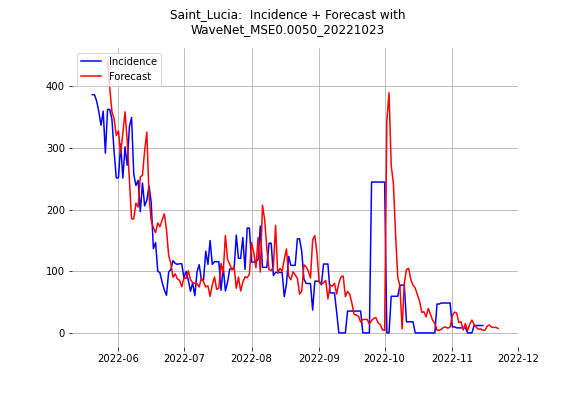 Saint_Lucia: Incidence + Forecast with
WaveNet_MSE0.0050_20221023
Incidence
Forecast
400
300
200
100
0
2022-06 2022-07 2022-08 2022-09 2022-10 2022-11 2022-12